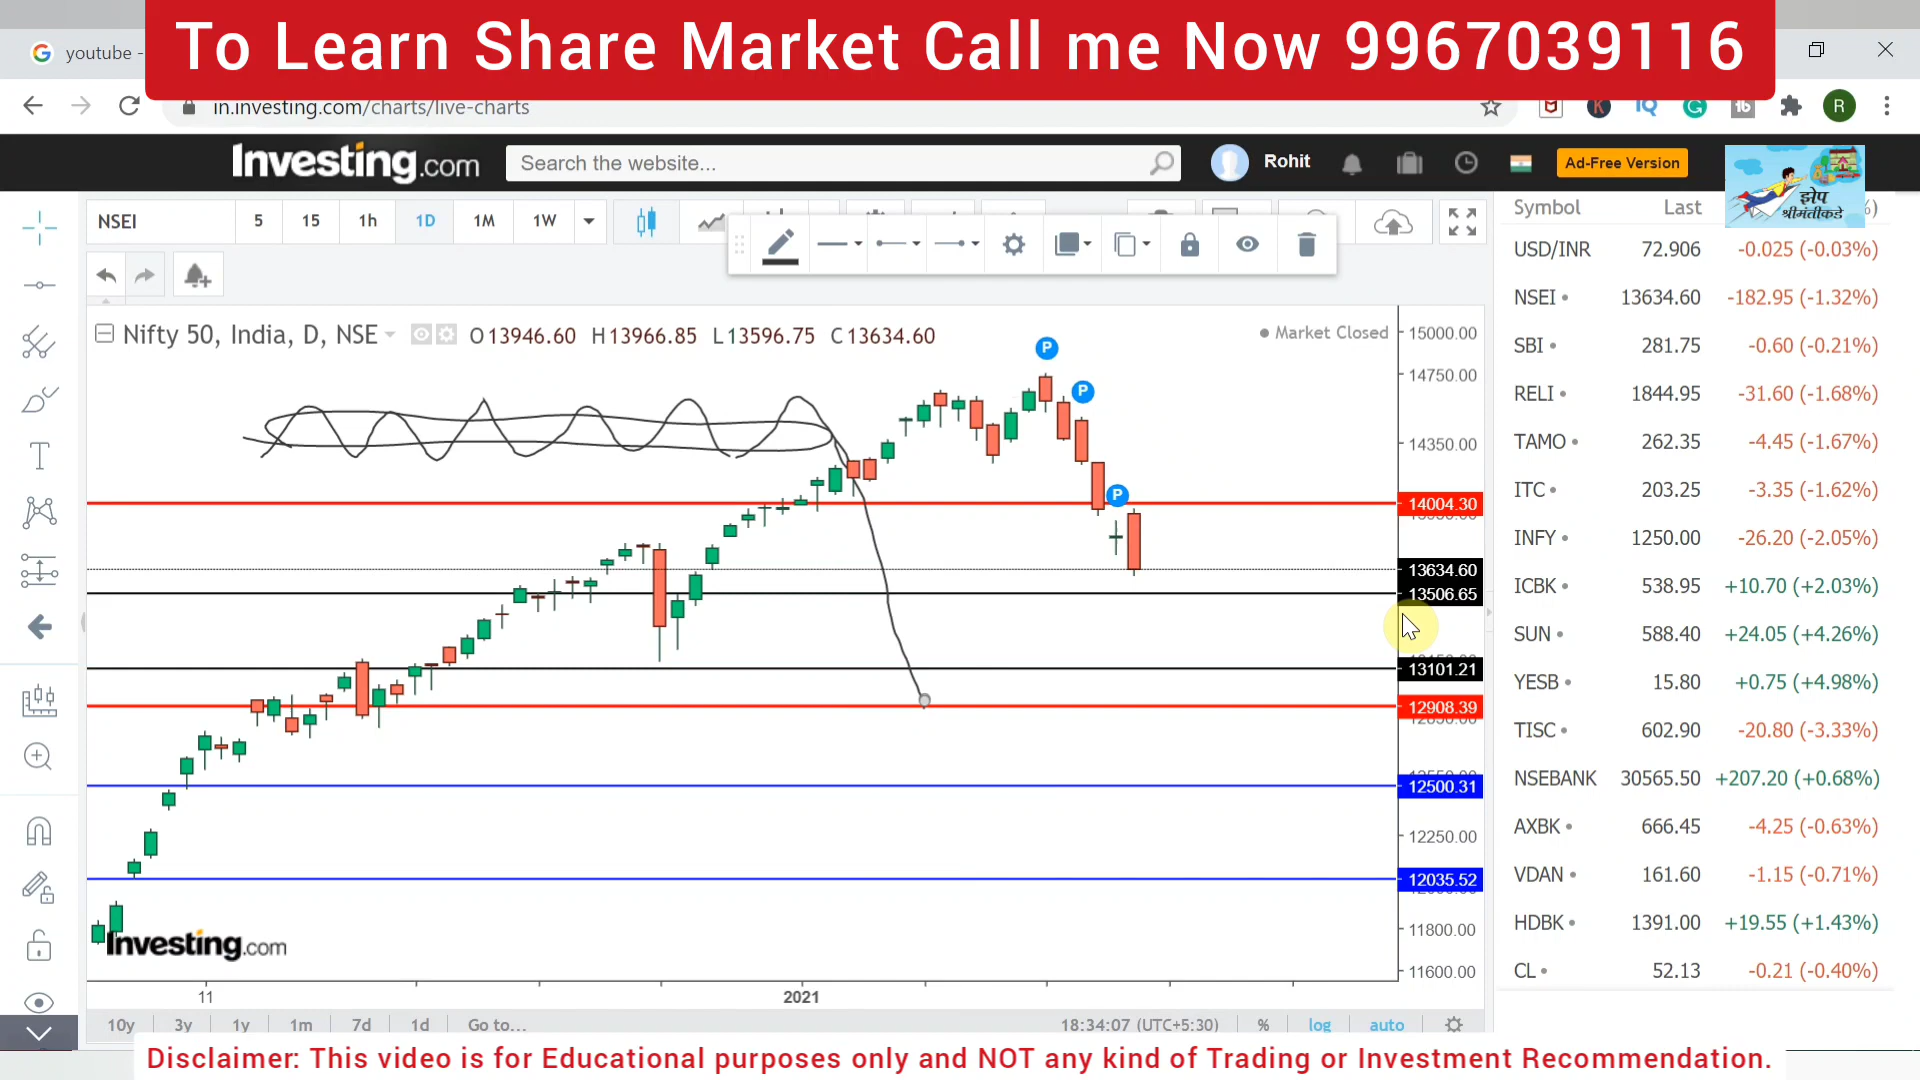 To Learn Share Market Call me Now 9967039116
youtube -
in.investing.com/charts/live-charts
R
Investing.com
Search the website...
Rohit
Ad-Free Version
झेप
श्रीमंतीकडे
NSEI 5 15 1h 1D 1M 1W
Symbol Last %)
USD/INR 72.906 -0.025 (-0.03%)
NSEI 13634.60 -182.95 (-1.32%)
SBI 281.75 -0.60 (-0.21%)
RELI 1844.95 -31.60 (-1.68%)
TAMO 262.35 -4.45 (-1.67%)
ITC 203.25 -3.35 (-1.62%)
INFY 1250.00 -26.20 (-2.05%)
ICBK 538.95 +10.70 (+2.03%)
SUN 588.40 +24.05 (+4.26%)
YESB 15.80 +0.75 (+4.98%)
TISC 602.90 -20.80 (-3.33%)
NSEBANK 30565.50 +207.20 (+0.68%)
AXBK 666.45 -4.25 (-0.63%)
VDAN 161.60 -1.15 (-0.71%)
HDBK 1391.00 +19.55 (+1.43%)
CL 52.13 -0.21 (-0.40%)
Nifty 50, India, D, NSE O13946.60 H13966.85 L13596.75 C13634.60
Market Closed
15000.00
14750.00
14350.00
14004.30
13634.60
13506.65
13101.21
12908.39
12500.31
12250.00
12035.52
11800.00
11600.00
P
P
P
Investing.com
11 2021
10y 3y 1y 1m 7d 1d Go to... 18:34:07 (UTC+5:30) % log auto
Disclaimer: This video is for Educational purposes only and NOT any kind of Trading or Investment Recommendation.